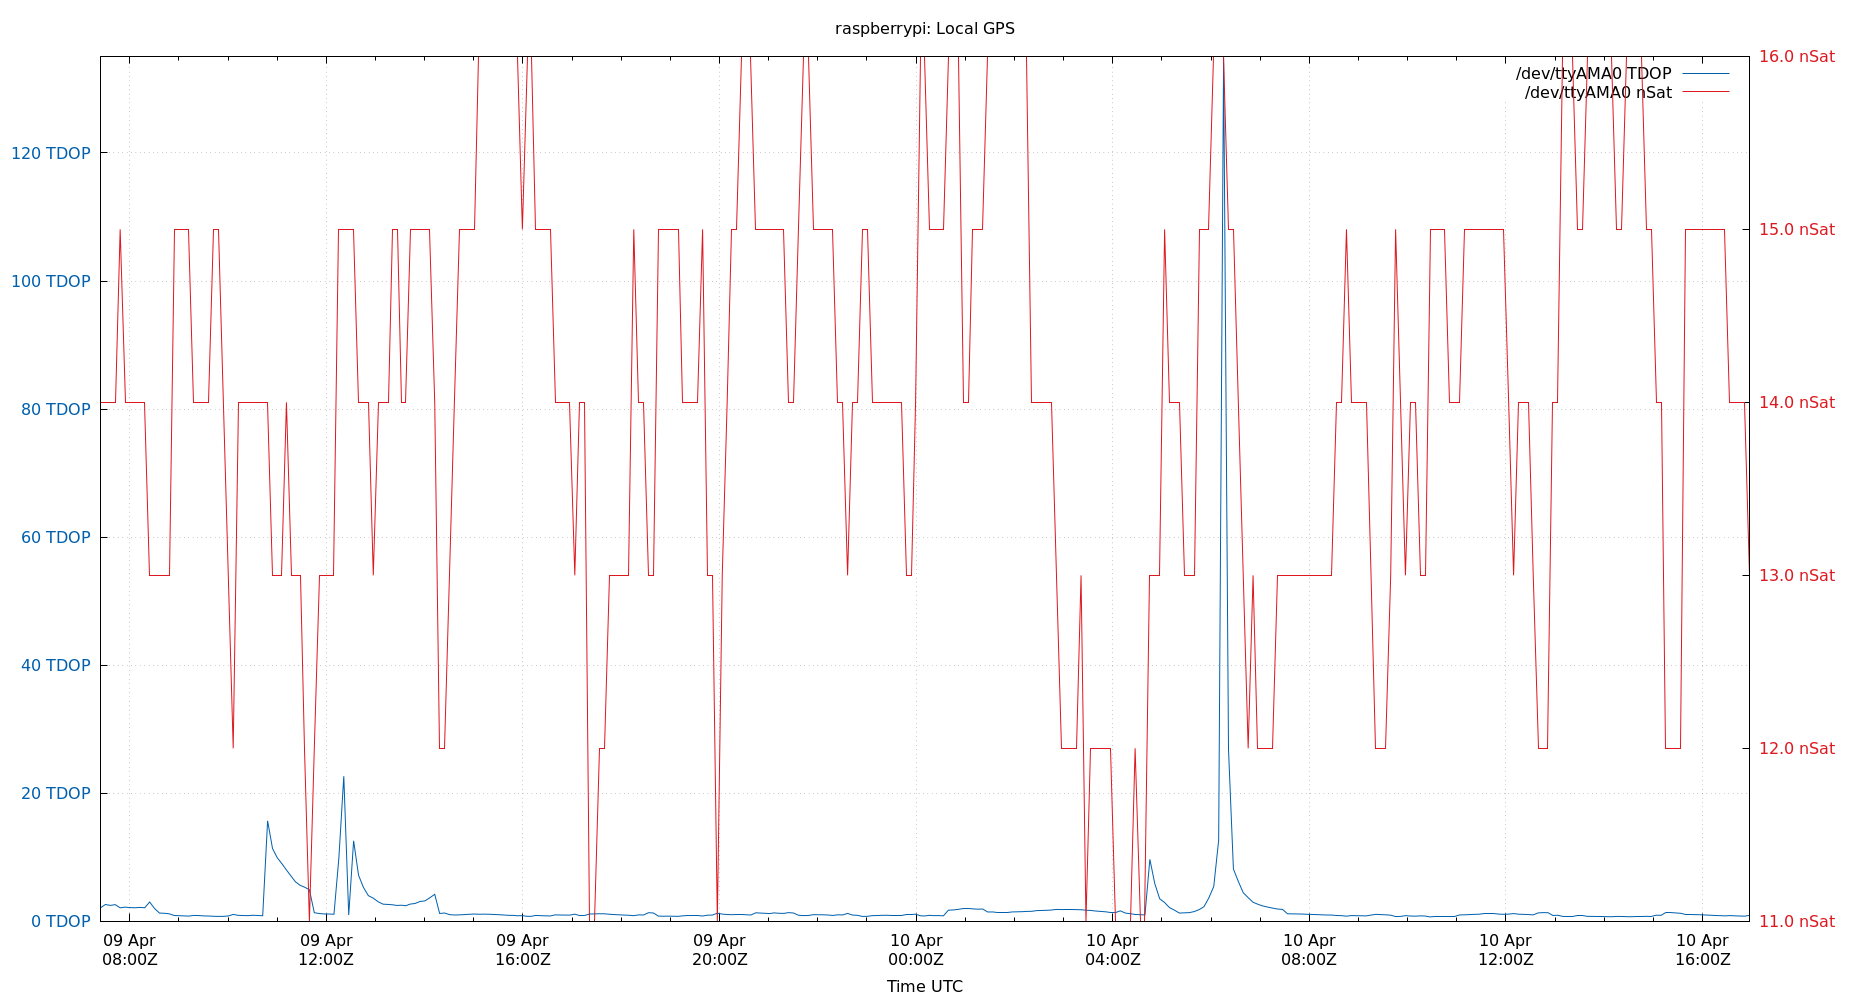 raspberrypi: Local GPS
/dev/ttyAMA0 TDOP
/dev/ttyAMA0 nSat
120 TDOP
100 TDOP
80 TDOP
60 TDOP
40 TDOP
20 TDOP
0 TDOP
16.0 nSat
15.0 nSat
14.0 nSat
13.0 nSat
12.0 nSat
11.0 nSat
09 Apr
08:00Z
09 Apr
12:00Z
09 Apr
16:00Z
09 Apr
20:00Z
10 Apr
00:00Z
10 Apr
04:00Z
10 Apr
08:00Z
10 Apr
12:00Z
10 Apr
16:00Z
Time UTC